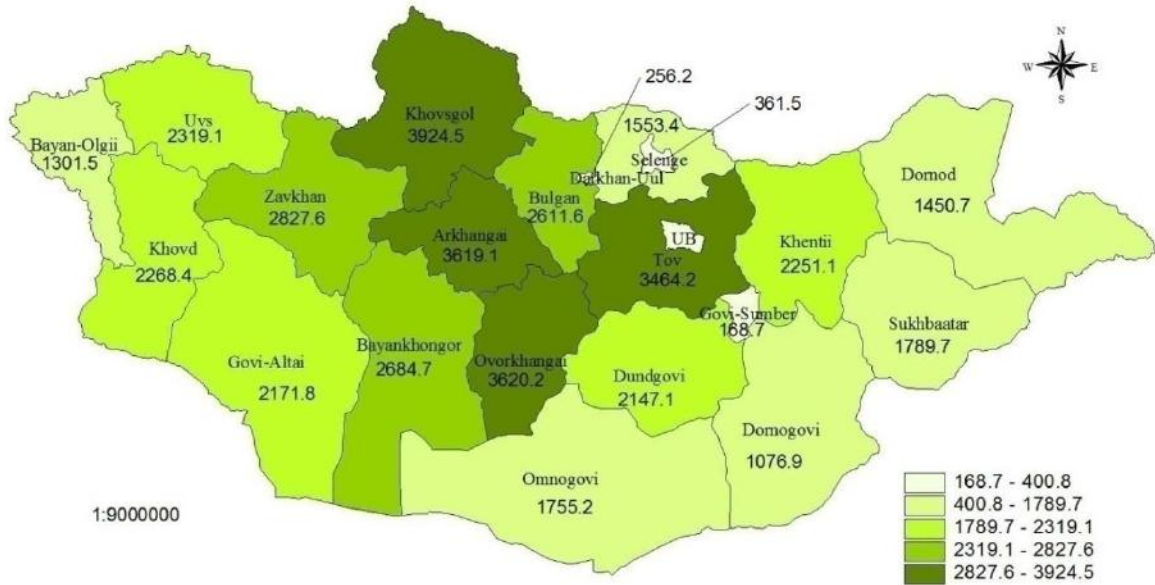 N
W E
S
256.2
361.5
Khovsgol
3924.5
Uvs
2319.1
Bayan-Olgii
1301.5
1553.4
Selenge
Darkhan-Uul
Dornod
1450.7
Zavkhan
2827.6
Bulgan
2611.6
Arkhangai
3619.1
UB
Tov
3464.2
Khentii
2251.1
Khovd
2268.4
Govi-Sumber
168.7
Sukhbaatar
1789.7
Govi-Altai
2171.8
Bayankhongor
2684.7
Ovorkhangai
3620.2
Dundgovi
2147.1
Dornogovi
1076.9
Omnogovi
1755.2
1:9000000
168.7 - 400.8
400.8 - 1789.7
1789.7 - 2319.1
2319.1 - 2827.6
2827.6 - 3924.5